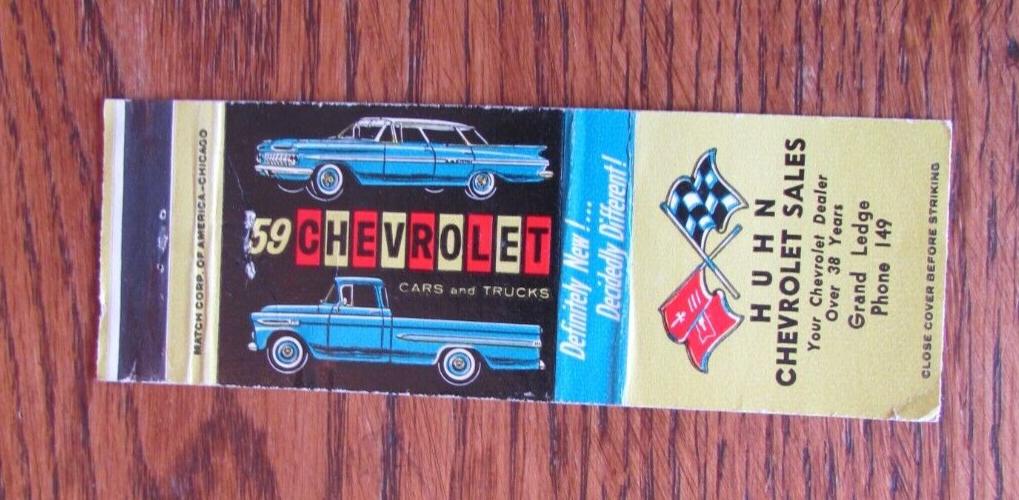 MATCH CORP. OF AMERICA-CHICAGO
'59 CHEVROLET
CARS and TRUCKS
Definitely New!...
Decidedly Different!
HUHN
CHEVROLET SALES
Your Chevrolet Dealer
Over 38 Years
Grand Ledge
Phone 149
CLOSE COVER BEFORE STRIKING